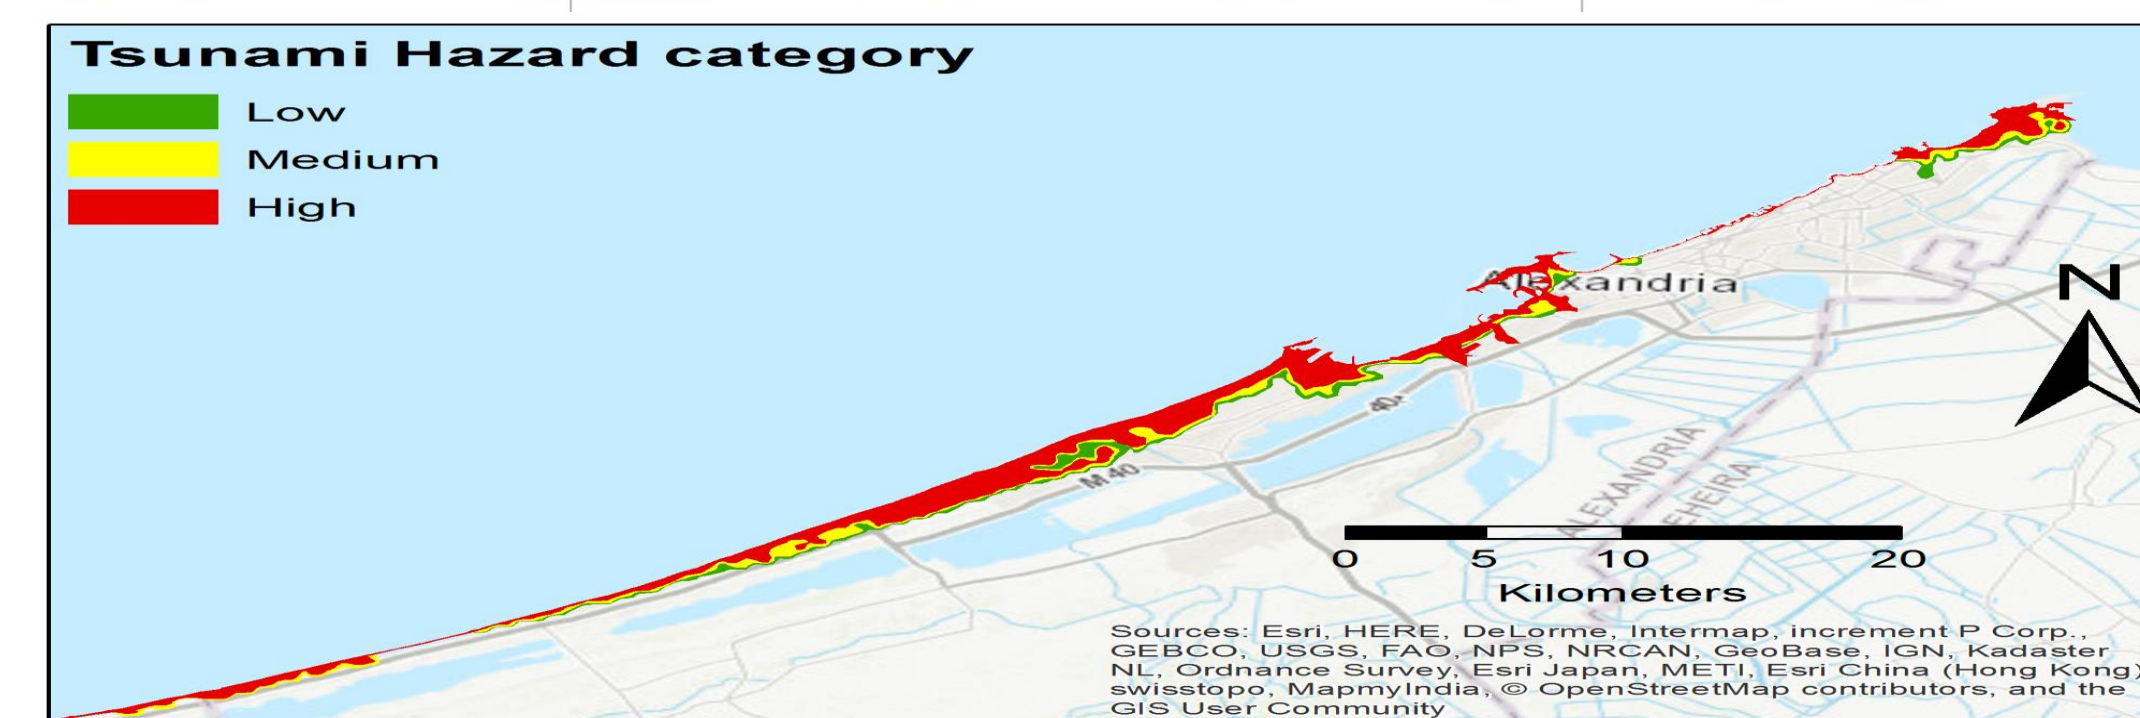 Tsunami Hazard category
Low
Medium
High
Alexandria
N
40
M 40
ALEXANDRIA
EHEIRA
0 5 10 20
Kilometers
Sources: Esri, HERE, DeLorme, Intermap, increment P Corp.,
GEBCO, USGS, FAO, NPS, NRCAN, GeoBase, IGN, Kadaster
NL, Ordnance Survey, Esri Japan, METI, Esri China (Hong Kong)
swisstopo, MapmyIndia, © OpenStreetMap contributors, and the
GIS User Community